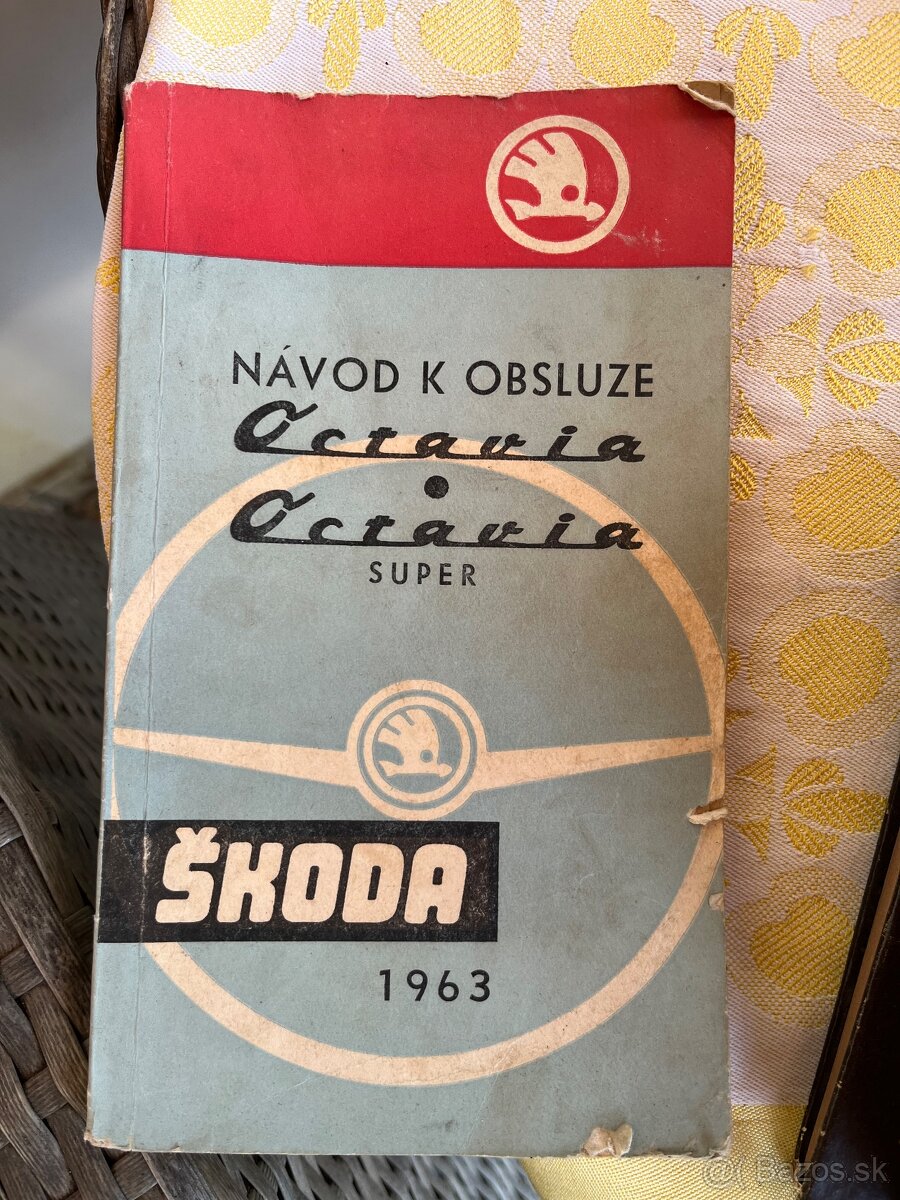 NÁVOD K OBSLUZE
Octavia
•
Octavia
SUPER
ŠKODA
1963
Bazos.sk